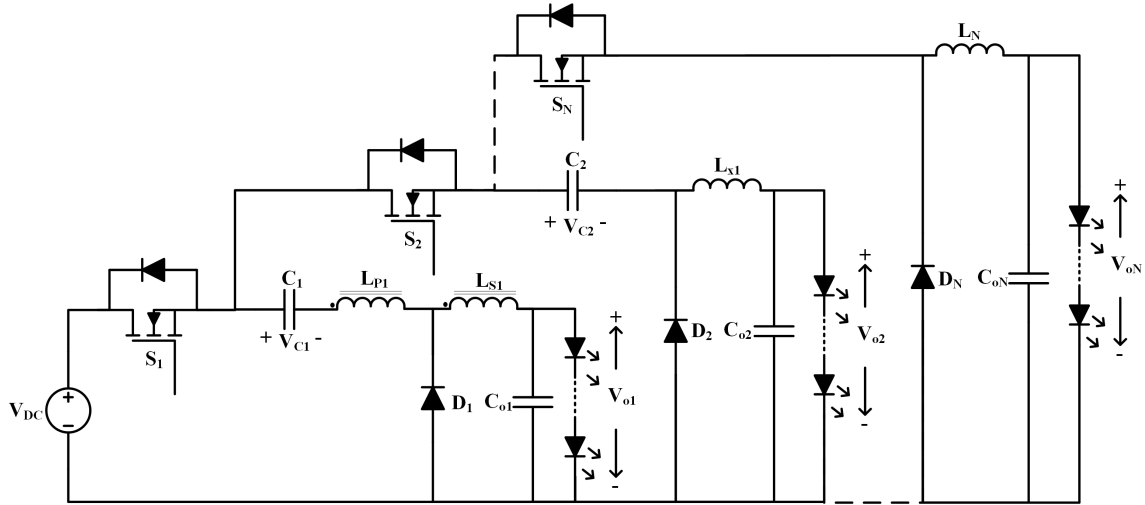 L_N
S_N
C_2
L_x1
+ V_C2 -
S_2
+
V_oN
-
D_N
C_oN
C_1
L_P1
L_S1
+ V_C1 -
S_1
+
V_o2
-
D_2
C_o2
+
V_o1
-
D_1
C_o1
V_DC
+
-